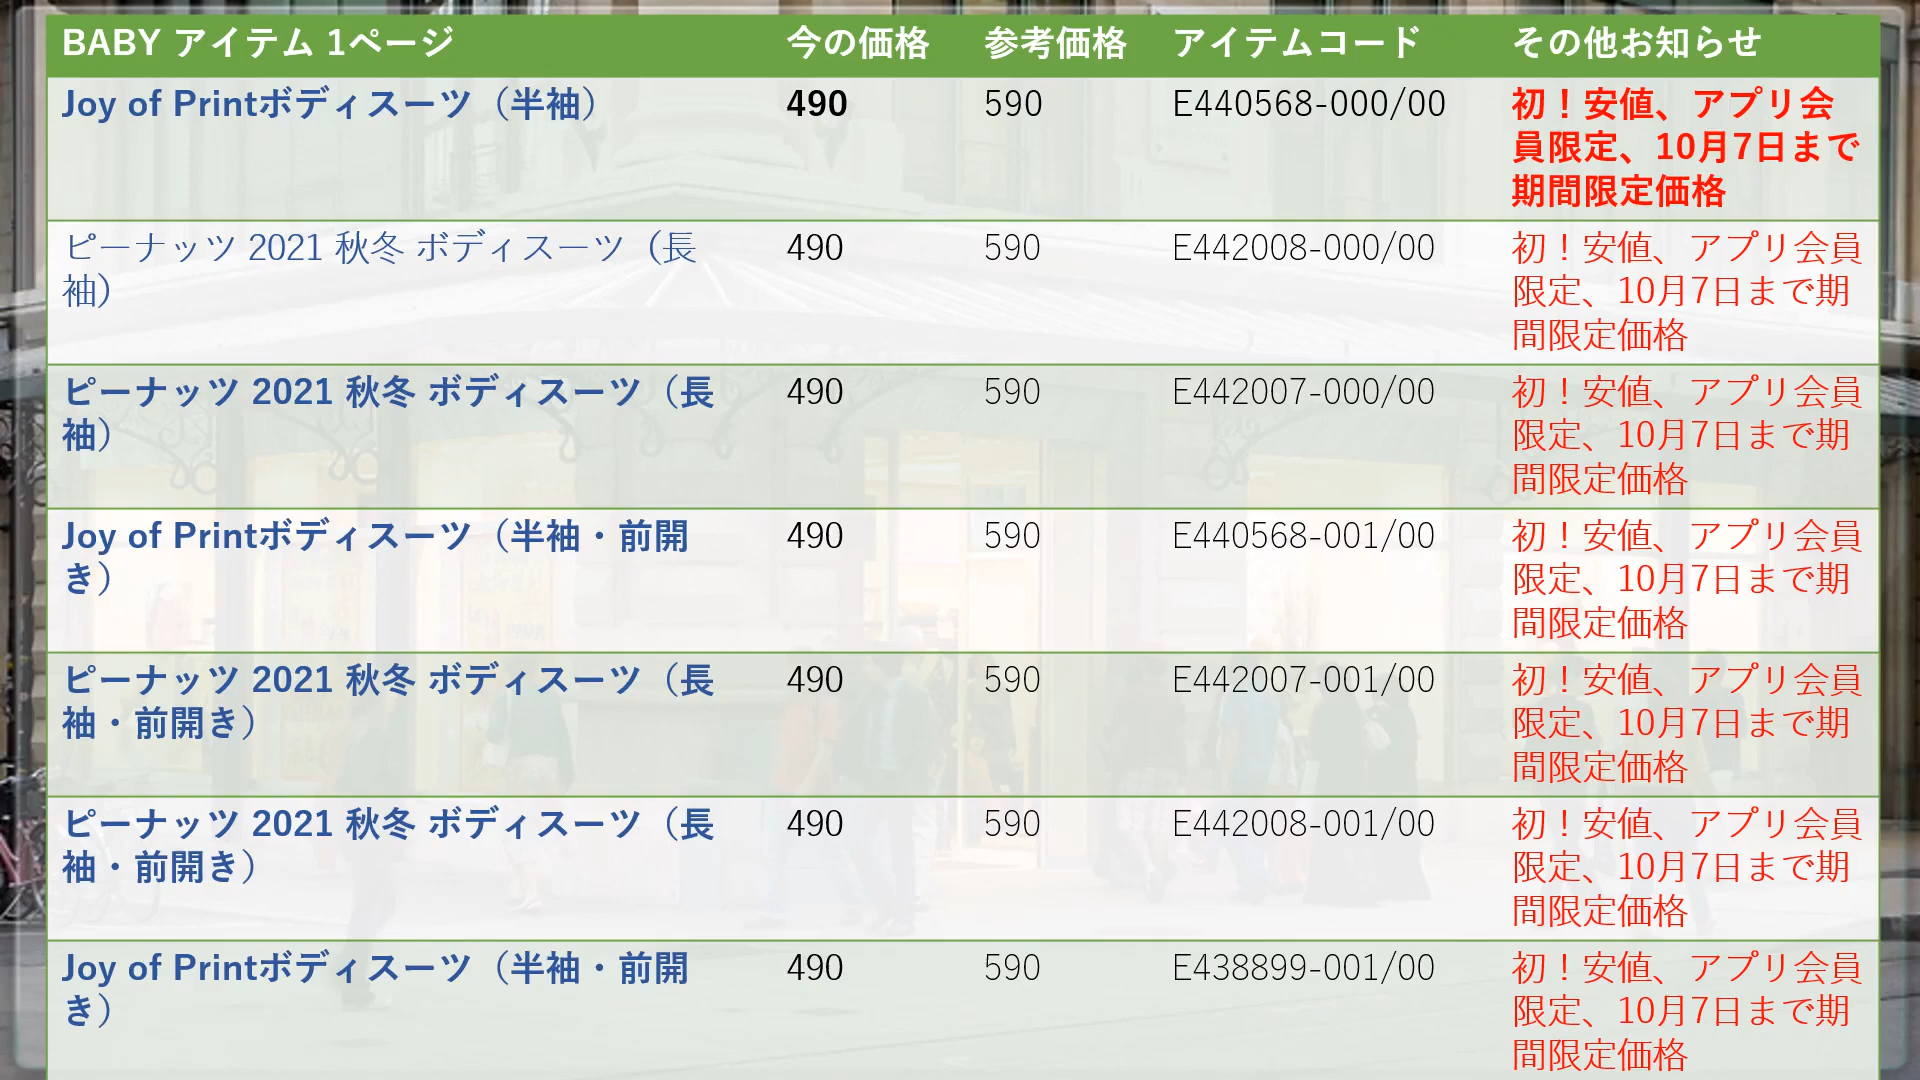 BABY アイテム 1ページ 今の価格 参考価格 アイテムコード その他お知らせ
Joy of Printボディスーツ（半袖） 490 590 E440568-000/00 初！安値、アプリ会
員限定、10月7日まで
期間限定価格
ピーナッツ 2021 秋冬 ボディスーツ（長 490 590 E442008-000/00 初！安値、アプリ会員
袖） 限定、10月7日まで期
間限定価格
ピーナッツ 2021 秋冬 ボディスーツ（長 490 590 E442007-000/00 初！安値、アプリ会員
袖） 限定、10月7日まで期
間限定価格
Joy of Printボディスーツ（半袖・前開 490 590 E440568-001/00 初！安値、アプリ会員
き） 限定、10月7日まで期
間限定価格
ピーナッツ 2021 秋冬 ボディスーツ（長 490 590 E442007-001/00 初！安値、アプリ会員
袖・前開き） 限定、10月7日まで期
間限定価格
ピーナッツ 2021 秋冬 ボディスーツ（長 490 590 E442008-001/00 初！安値、アプリ会員
袖・前開き） 限定、10月7日まで期
間限定価格
Joy of Printボディスーツ（半袖・前開 490 590 E438899-001/00 初！安値、アプリ会員
き） 限定、10月7日まで期
間限定価格